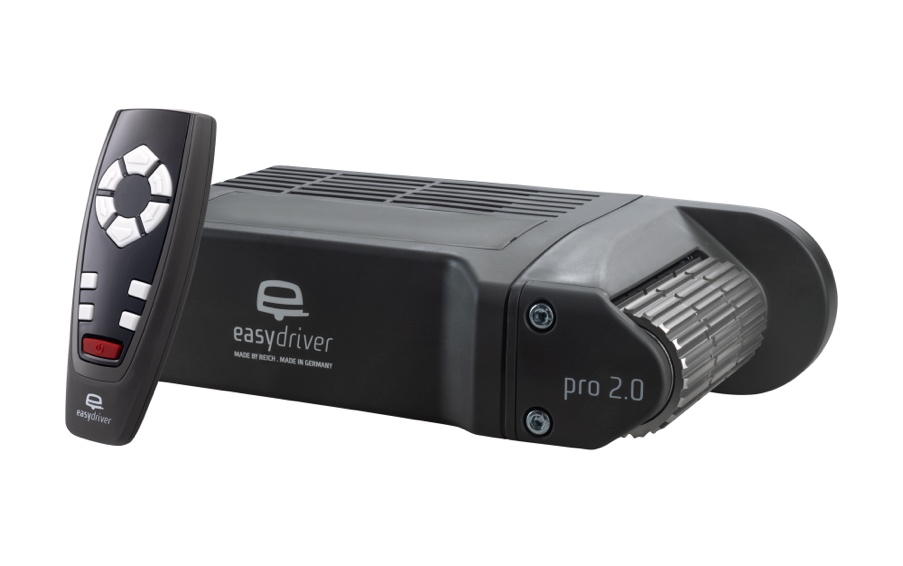 easydriver
MADE BY REICH . MADE IN GERMANY
pro 2.0
easydriver